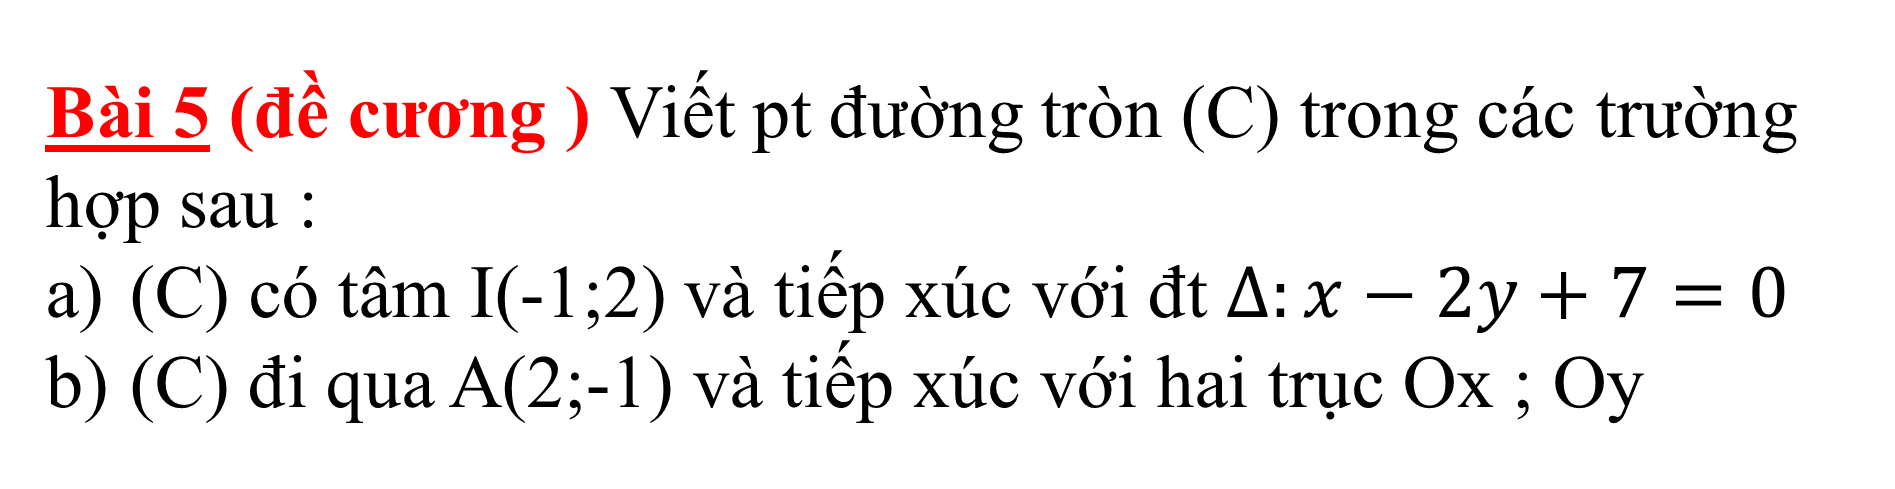 Bài 5 (đề cương ) Viết pt đường tròn (C) trong các trường
hợp sau :
a) (C) có tâm I(-1;2) và tiếp xúc với đt Δ: x − 2y + 7 = 0
b) (C) đi qua A(2;-1) và tiếp xúc với hai trục Ox ; Oy